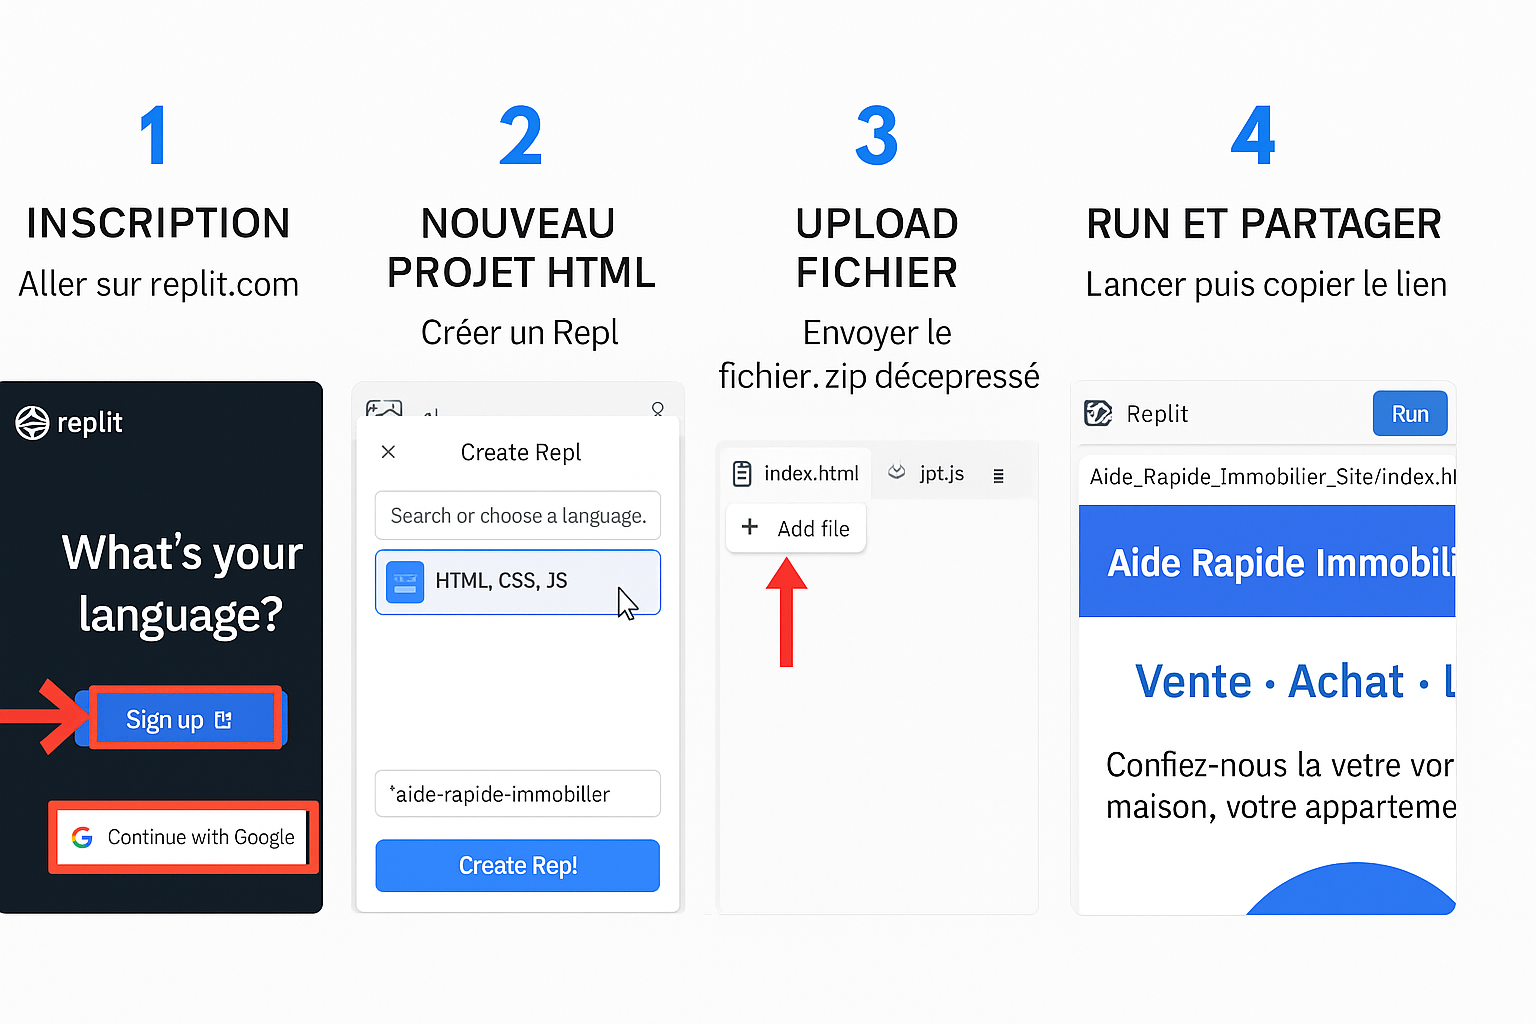 1
INSCRIPTION
Aller sur replit.com
replit
What's your
language?
Sign up
Continue with Google
2
NOUVEAU
PROJET HTML
Créer un Repl
Create Repl
Search or choose a language.
HTML, CSS, JS
*aide-rapide-immobiller
Create Rep!
3
UPLOAD
FICHIER
Envoyer le
fichier.zip décepressé
index.html
jpt.js
+ Add file
4
RUN ET PARTAGER
Lancer puis copier le lien
Replit
Run
Aide_Rapide_Immobilier_Site/index.ht
Aide Rapide Immobili
Vente · Achat · L
Confiez-nous la vetre vor
maison, votre apparteme